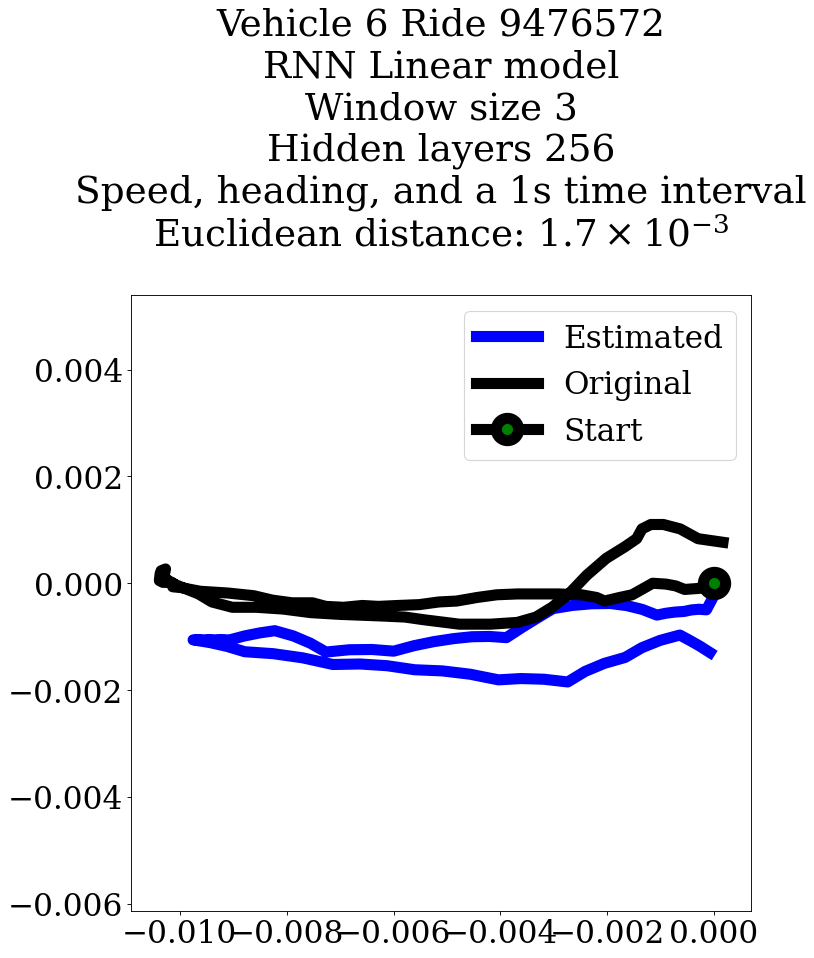 Vehicle 6 Ride 9476572
RNN Linear model
Window size 3
Hidden layers 256
Speed, heading, and a 1s time interval
Euclidean distance: 1.7 × 10⁻³
Estimated
Original
Start
0.004
0.002
0.000
−0.002
−0.004
−0.006
−0.010 −0.008 −0.006 −0.004 −0.002 0.000